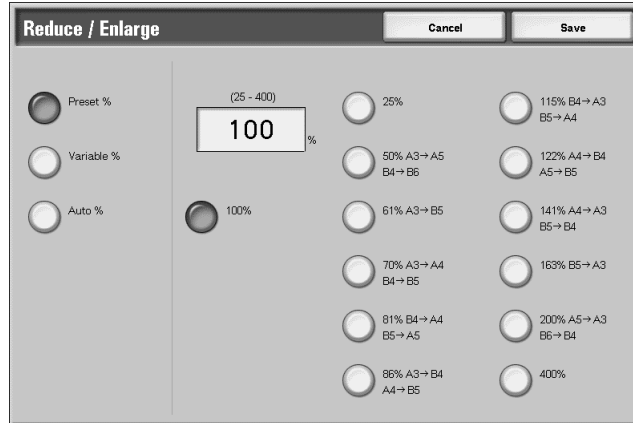 Reduce / Enlarge
Cancel
Save
Preset %
Variable %
Auto %
(25 - 400)
100
%
100%
25%
50% A3→A5
B4→B6
61% A3→B5
70% A3→A4
B4→B5
81% B4→A4
B5→A5
86% A3→B4
A4→B5
115% B4→A3
B5→A4
122% A4→B4
A5→B5
141% A4→A3
B5→B4
163% B5→A3
200% A5→A3
B6→B4
400%